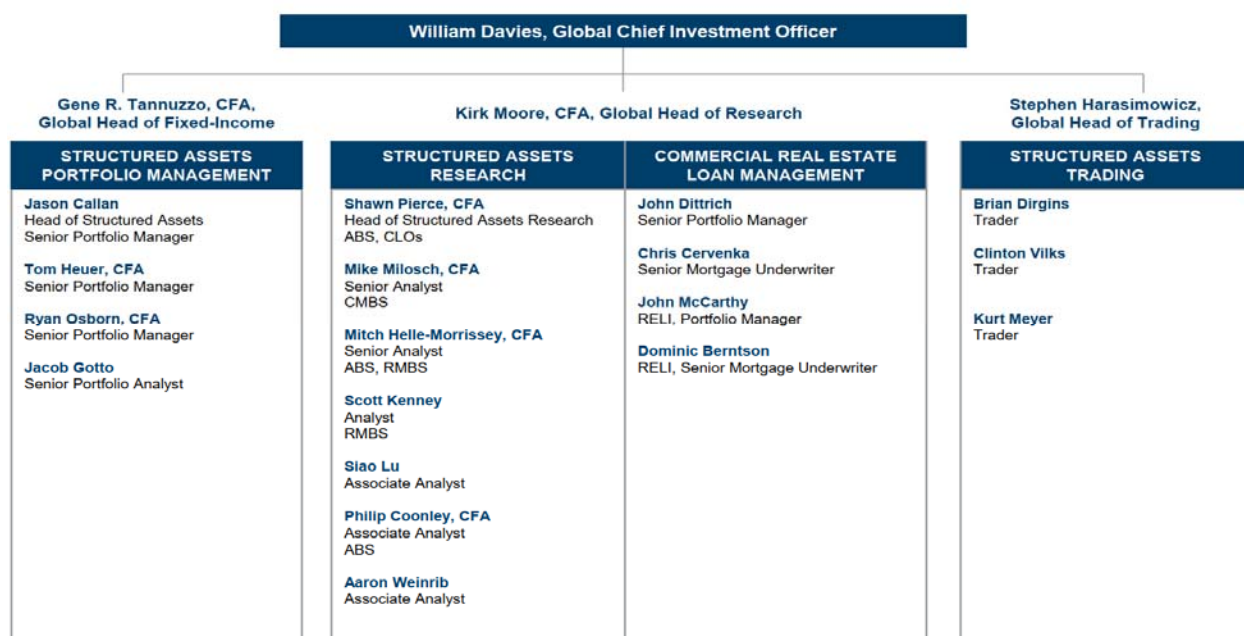 William Davies, Global Chief Investment Officer
Gene R. Tannuzzo, CFA,
Global Head of Fixed-Income
Kirk Moore, CFA, Global Head of Research
Stephen Harasimowicz,
Global Head of Trading
STRUCTURED ASSETS
PORTFOLIO MANAGEMENT
Jason Callan
Head of Structured Assets
Senior Portfolio Manager
Tom Heuer, CFA
Senior Portfolio Manager
Ryan Osborn, CFA
Senior Portfolio Manager
Jacob Gotto
Senior Portfolio Analyst
STRUCTURED ASSETS
RESEARCH
Shawn Pierce, CFA
Head of Structured Assets Research
ABS, CLOs
Mike Milosch, CFA
Senior Analyst
CMBS
Mitch Helle-Morrissey, CFA
Senior Analyst
ABS, RMBS
Scott Kenney
Analyst
RMBS
Siao Lu
Associate Analyst
Philip Coonley, CFA
Associate Analyst
ABS
Aaron Weinrib
Associate Analyst
COMMERCIAL REAL ESTATE
LOAN MANAGEMENT
John Dittrich
Senior Portfolio Manager
Chris Cervenka
Senior Mortgage Underwriter
John McCarthy
RELI, Portfolio Manager
Dominic Berntson
RELI, Senior Mortgage Underwriter
STRUCTURED ASSETS
TRADING
Brian Dirgins
Trader
Clinton Vilks
Trader
Kurt Meyer
Trader